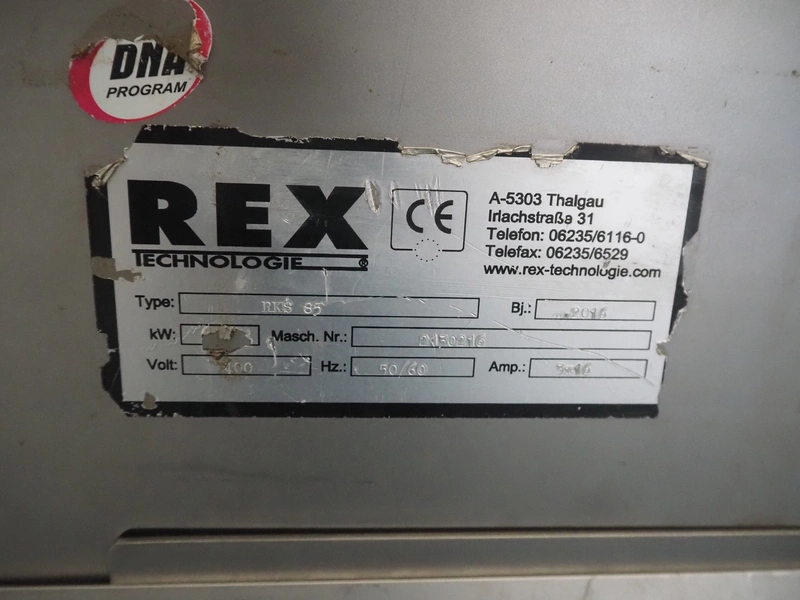 DNA
PROGRAM
REX
TECHNOLOGIE ®
CE
A-5303 Thalgau
Irlachstraße 31
Telefon: 06235/6116-0
Telefax: 06235/6529
www.rex-technologie.com
Type: RKS 85 Bj.:
kW: Masch. Nr.:
Volt: 400 Hz.: 50/60 Amp.: